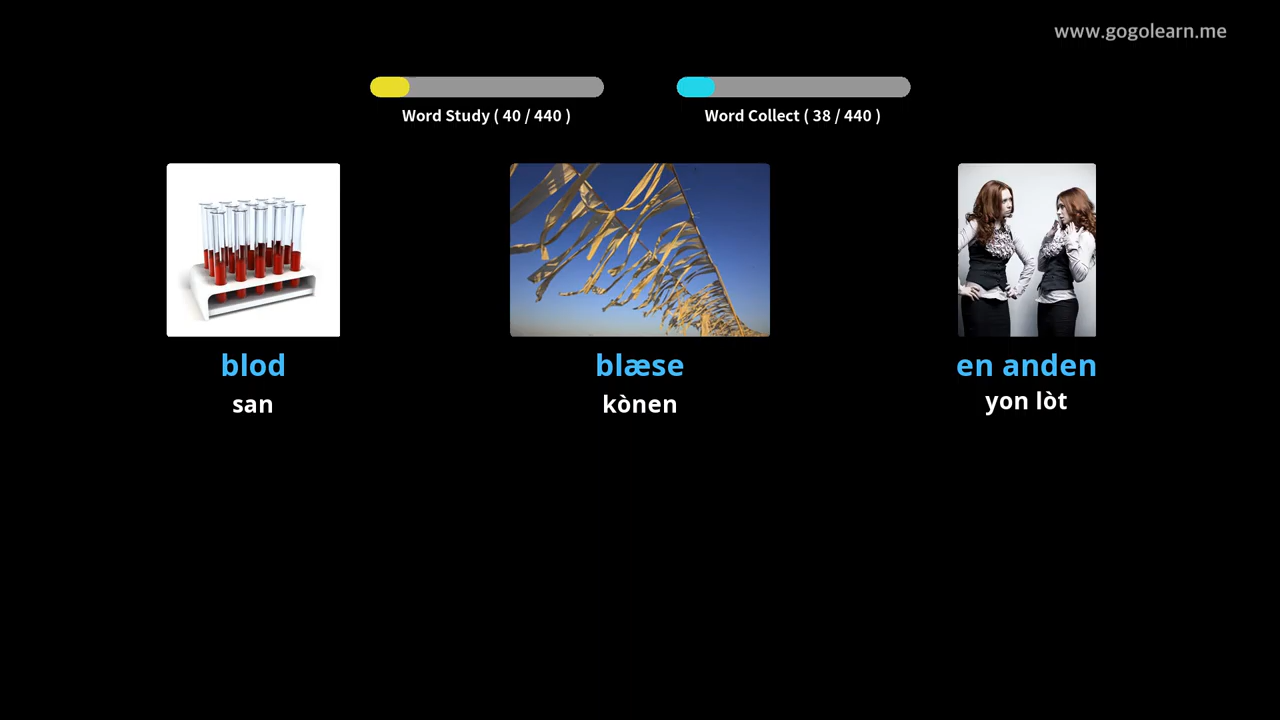 www.gogolearn.me
Word Study ( 40 / 440 )
Word Collect ( 38 / 440 )
blod
san
blæse
kònen
en anden
yon lòt